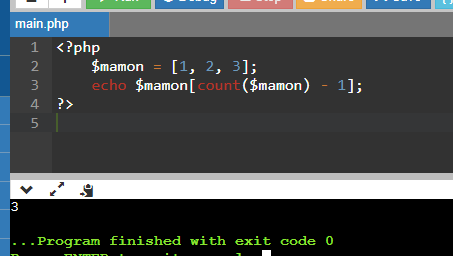 main.php
1 <?php
2 $mamon = [1, 2, 3];
3 echo $mamon[count($mamon) - 1];
4 ?>
5
3
...Program finished with exit code 0